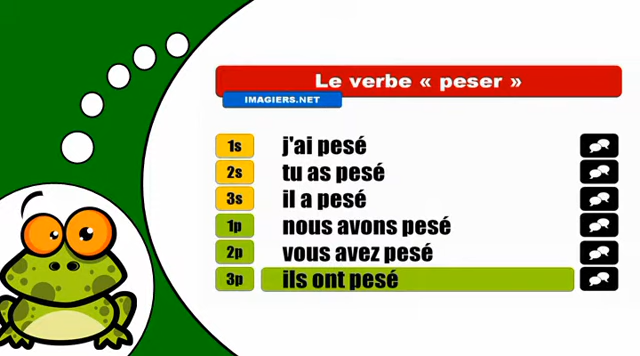 Le verbe « peser »
IMAGIERS.NET
1s j'ai pesé
2s tu as pesé
3s il a pesé
1p nous avons pesé
2p vous avez pesé
3p ils ont pesé